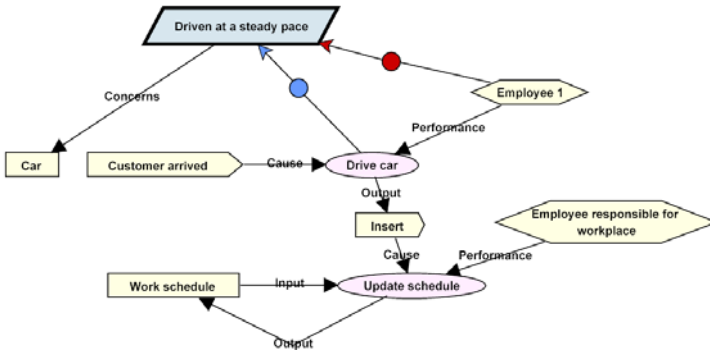 Driven at a steady pace
Concerns
Employee 1
Performance
Car
Customer arrived
Cause
Drive car
Output
Insert
Employee responsible for
workplace
Cause
Performance
Work schedule
Input
Update schedule
Output